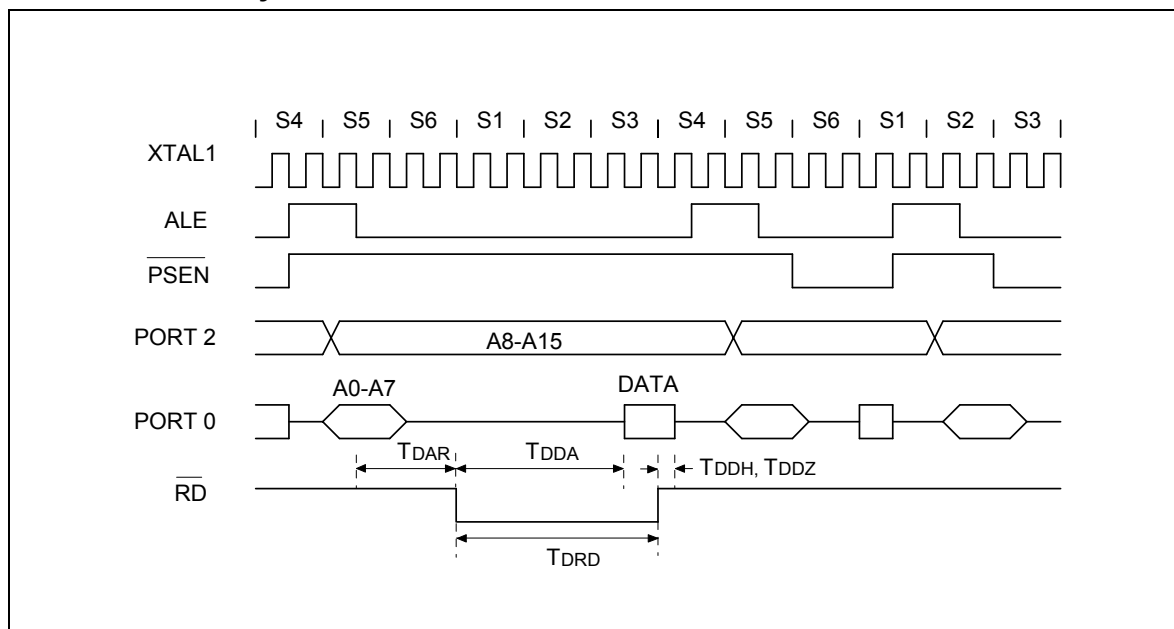 | S4 | S5 | S6 | S1 | S2 | S3 | S4 | S5 | S6 | S1 | S2 | S3 |
XTAL1
ALE
PSEN
PORT 2
A8-A15
A0-A7
DATA
PORT 0
TDAR
TDDA
TDDH, TDDZ
RD
TDRD